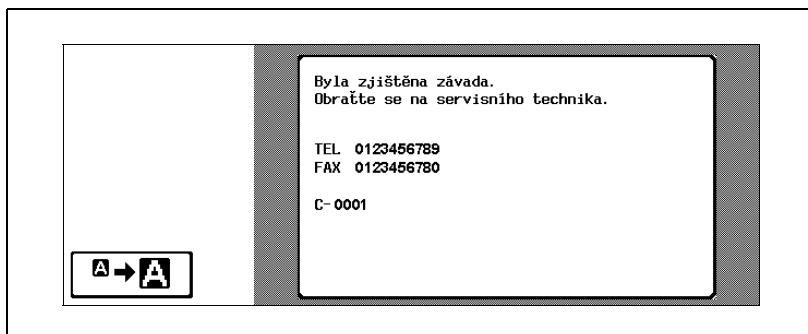 Byla zjištěna závada.
Obraťte se na servisního technika.
TEL 0123456789
FAX 0123456780
C-0001
A→A